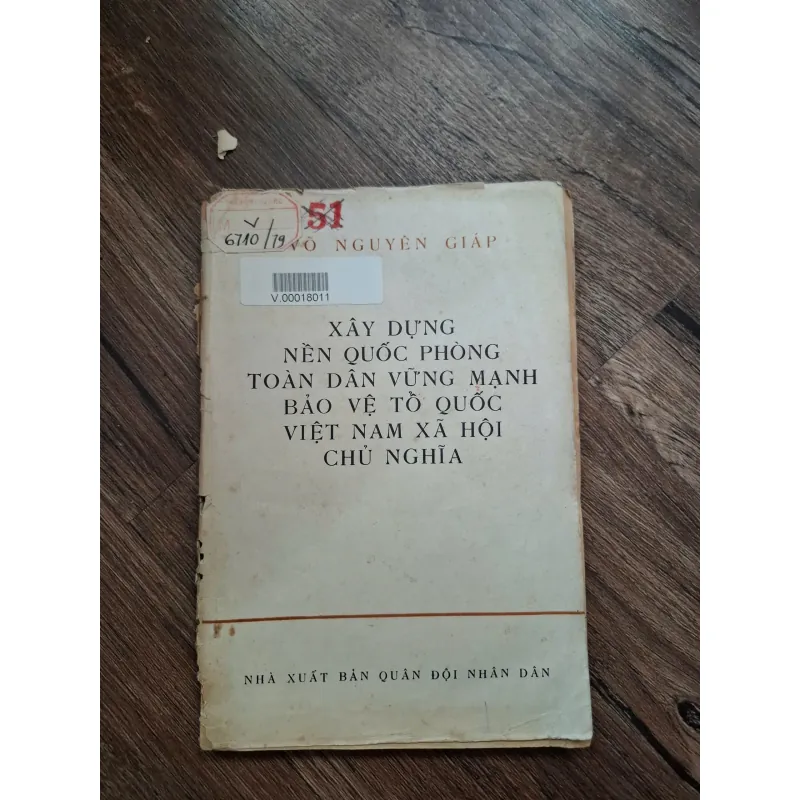 51
V
6710/79
VÕ NGUYÊN GIÁP
V.00018011
XÂY DỰNG
NỀN QUỐC PHÒNG
TOÀN DÂN VỮNG MẠNH
BẢO VỆ TỔ QUỐC
VIỆT NAM XÃ HỘI
CHỦ NGHĨA
NHÀ XUẤT BẢN QUÂN ĐỘI NHÂN DÂN